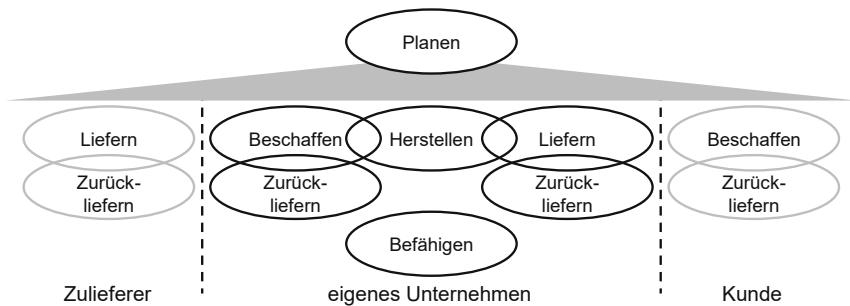 Planen
Liefern Beschaffen Herstellen Liefern Beschaffen
Zurück- Zurück- Zurück- Zurück-
liefern liefern liefern liefern
Befähigen
Zulieferer eigenes Unternehmen Kunde